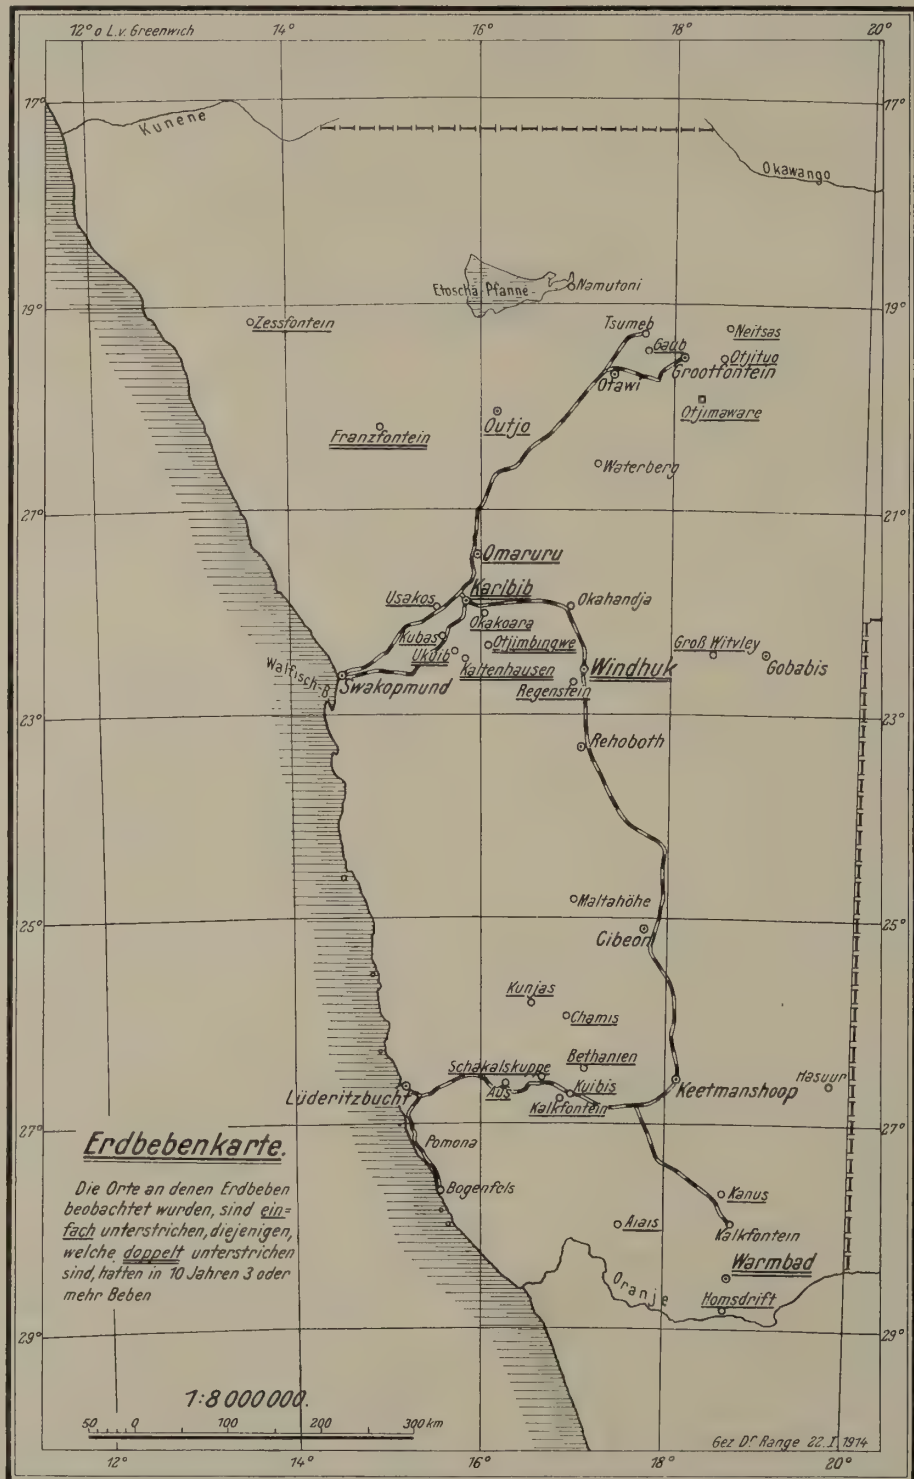 12° ö L.v. Greenwich
14°
16°
18°
20°
17°
17°
Kunene
Okawango
Etoscha-Pfanne
Namutoni
19°
19°
Zessfontein
Tsumeb
Neitsas
Gaub
Otjituo
Otawi
Grootfontein
Otjimaware
Outjo
Franzfontein
Waterberg
21°
21°
Omaruru
Karibib
Usakos
Okahandja
Okakoara
Kubas
Otjimbingwe
Ukuib
Groß Witvley
Kaltenhausen
Windhuk
Gobabis
Walfisch-B.
Swakopmund
Regenstein
23°
23°
Rehoboth
Maltahöhe
25°
25°
Gibeon
Kunjas
Chamis
Schakalskuppe
Bethanien
Hasuur
Lüderitzbucht
Aus
Kuibis
Keetmanshoop
Kalkfontein
27°
27°
Pomona
Erdbebenkarte.
Bogenfels
Kanus
Die Orte an denen Erdbeben
beobachtet wurden, sind ein=
fach unterstrichen, diejenigen,
welche doppelt unterstrichen
sind, hatten in 10 Jahren 3 oder
mehr Beben
Aiais
Kalkfontein
Warmbad
Oranje
Homsdrift
29°
29°
1:8 000 000.
50 0 100 200 300 km
Gez Dr Range 22.I.1914
12°
14°
16°
18°
20°